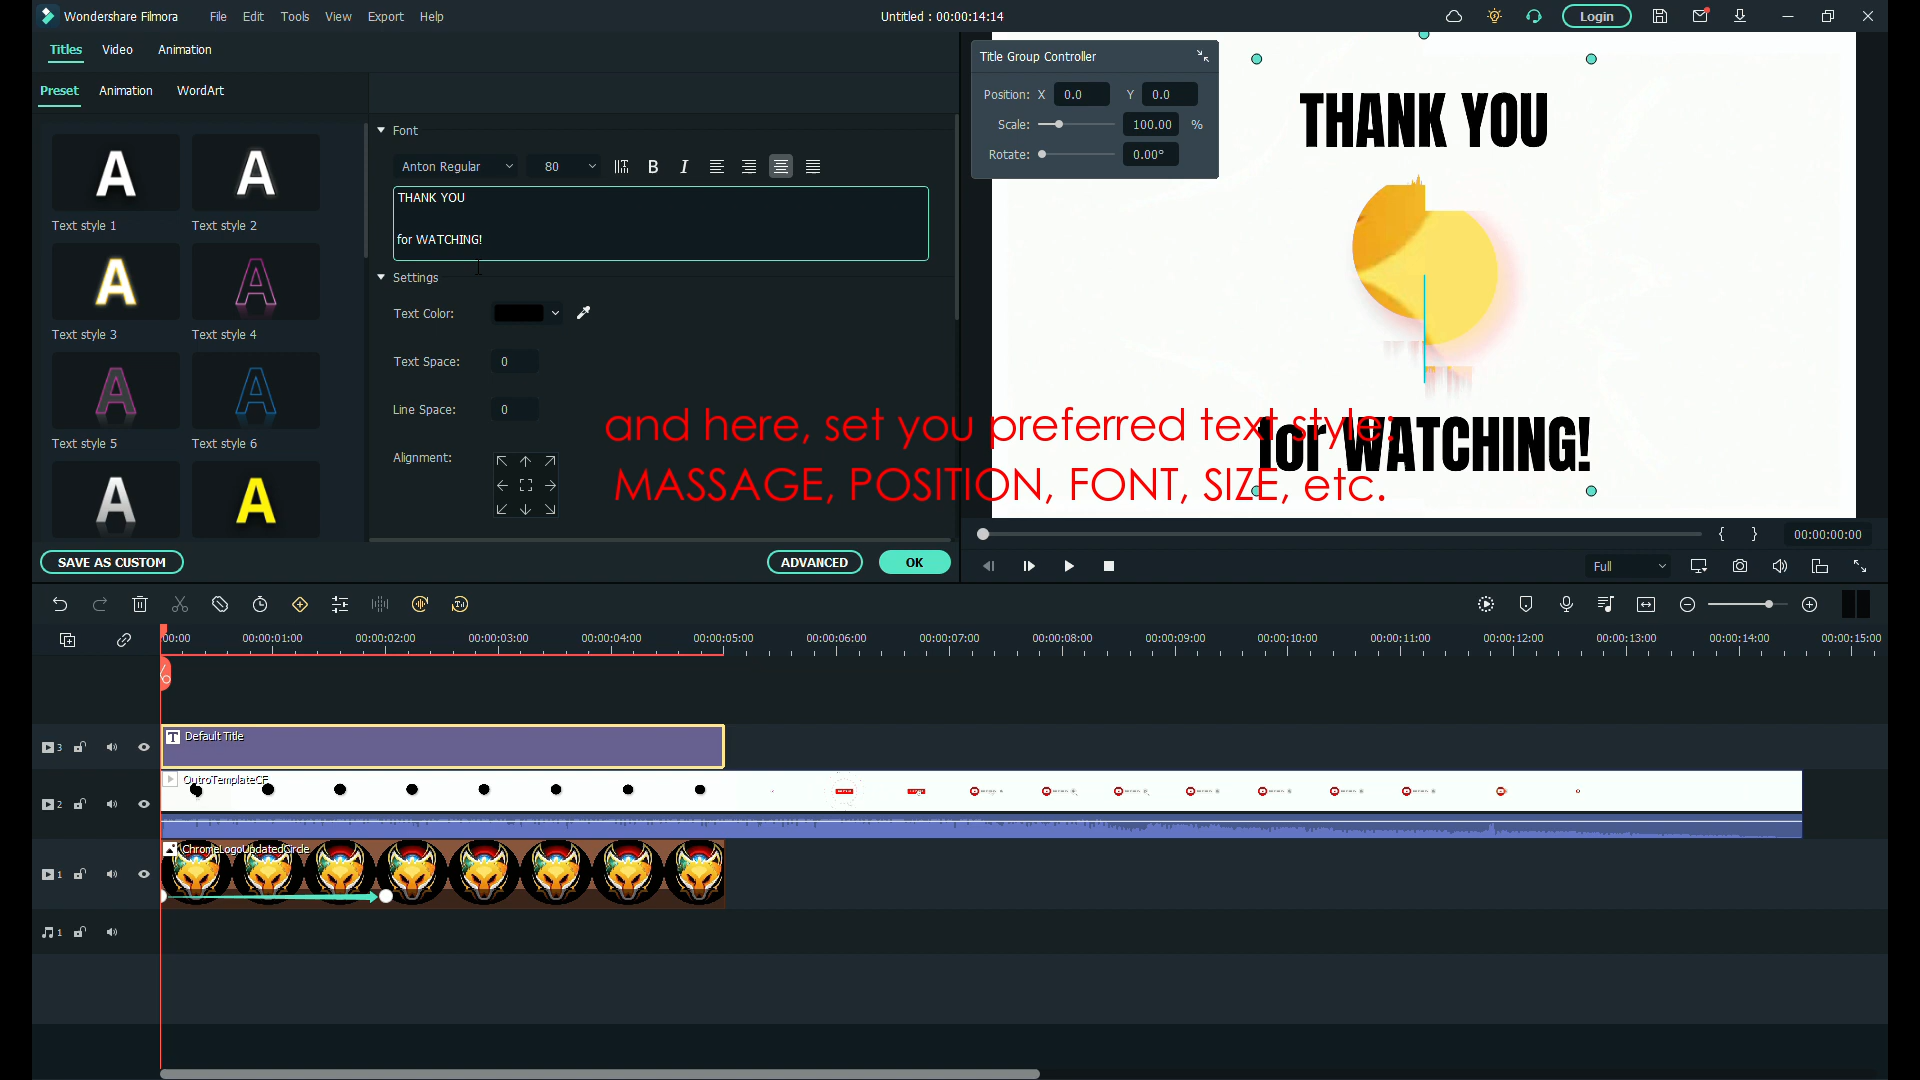 Wondershare Filmora File Edit Tools View Export Help Untitled : 00:00:14:14 Login
Titles Video Animation
Preset Animation WordArt
Text style 1 Text style 2
Text style 3 Text style 4
Text style 5 Text style 6
Font
Anton Regular 80 B I
THANK YOU
for WATCHING!
Settings
Text Color:
Text Space: 0
Line Space: 0
Alignment:
SAVE AS CUSTOM ADVANCED OK
Title Group Controller
Position: X 0.0 Y 0.0
Scale: 100.00 %
Rotate: 0.00°
THANK YOU
for WATCHING!
and here, set you preferred text style:
MASSAGE, POSITION, FONT, SIZE, etc.
{ } 00:00:00:00
Full
:00:00 00:00:01:00 00:00:02:00 00:00:03:00 00:00:04:00 00:00:05:00 00:00:06:00 00:00:07:00 00:00:08:00 00:00:09:00 00:00:10:00 00:00:11:00 00:00:12:00 00:00:13:00 00:00:14:00 00:00:15:00
3 T Default Title
2 OutroTemplateCF
1 ChromeLogoUpdatedCircle
1